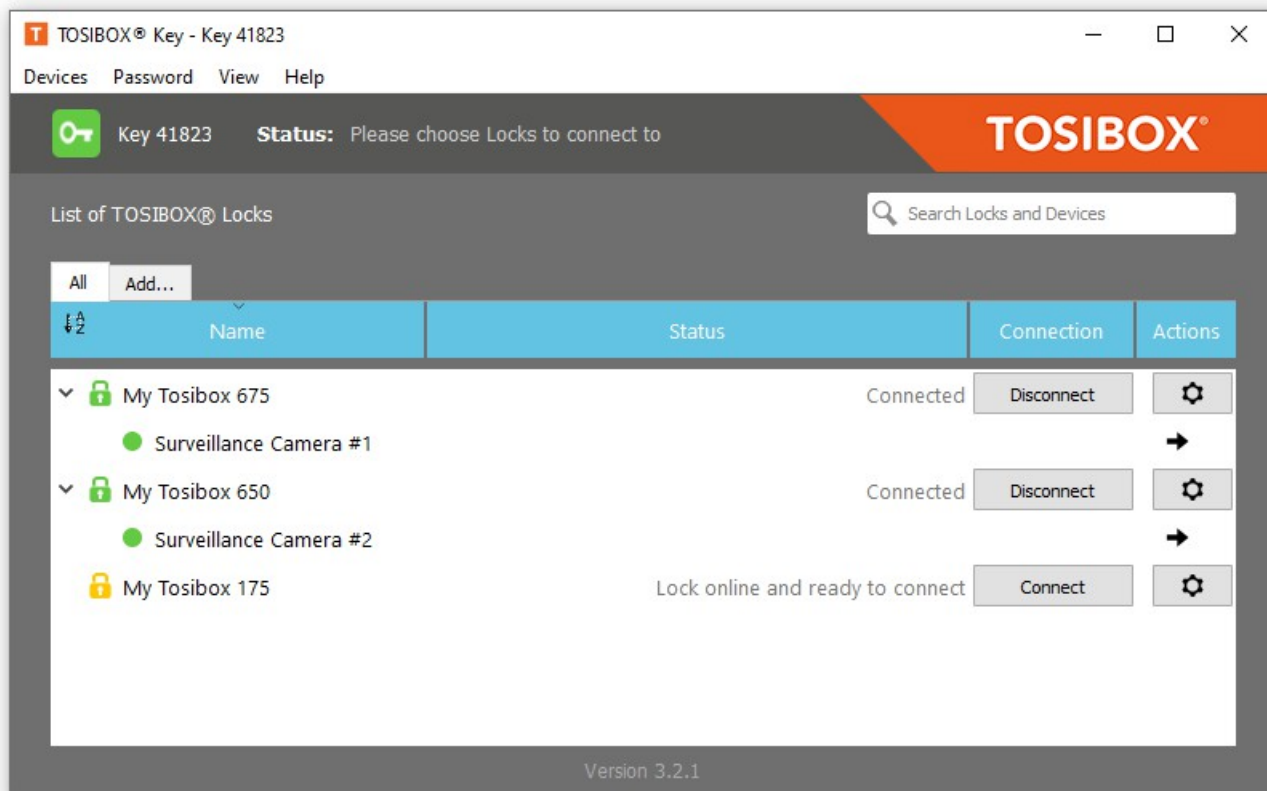 T TOSIBOX® Key - Key 41823
Devices Password View Help
Key 41823 Status: Please choose Locks to connect to TOSIBOX®
List of TOSIBOX® Locks Search Locks and Devices
All Add...
AZ Name Status Connection Actions
My Tosibox 675 Connected Disconnect
Surveillance Camera #1
My Tosibox 650 Connected Disconnect
Surveillance Camera #2
My Tosibox 175 Lock online and ready to connect Connect
Version 3.2.1